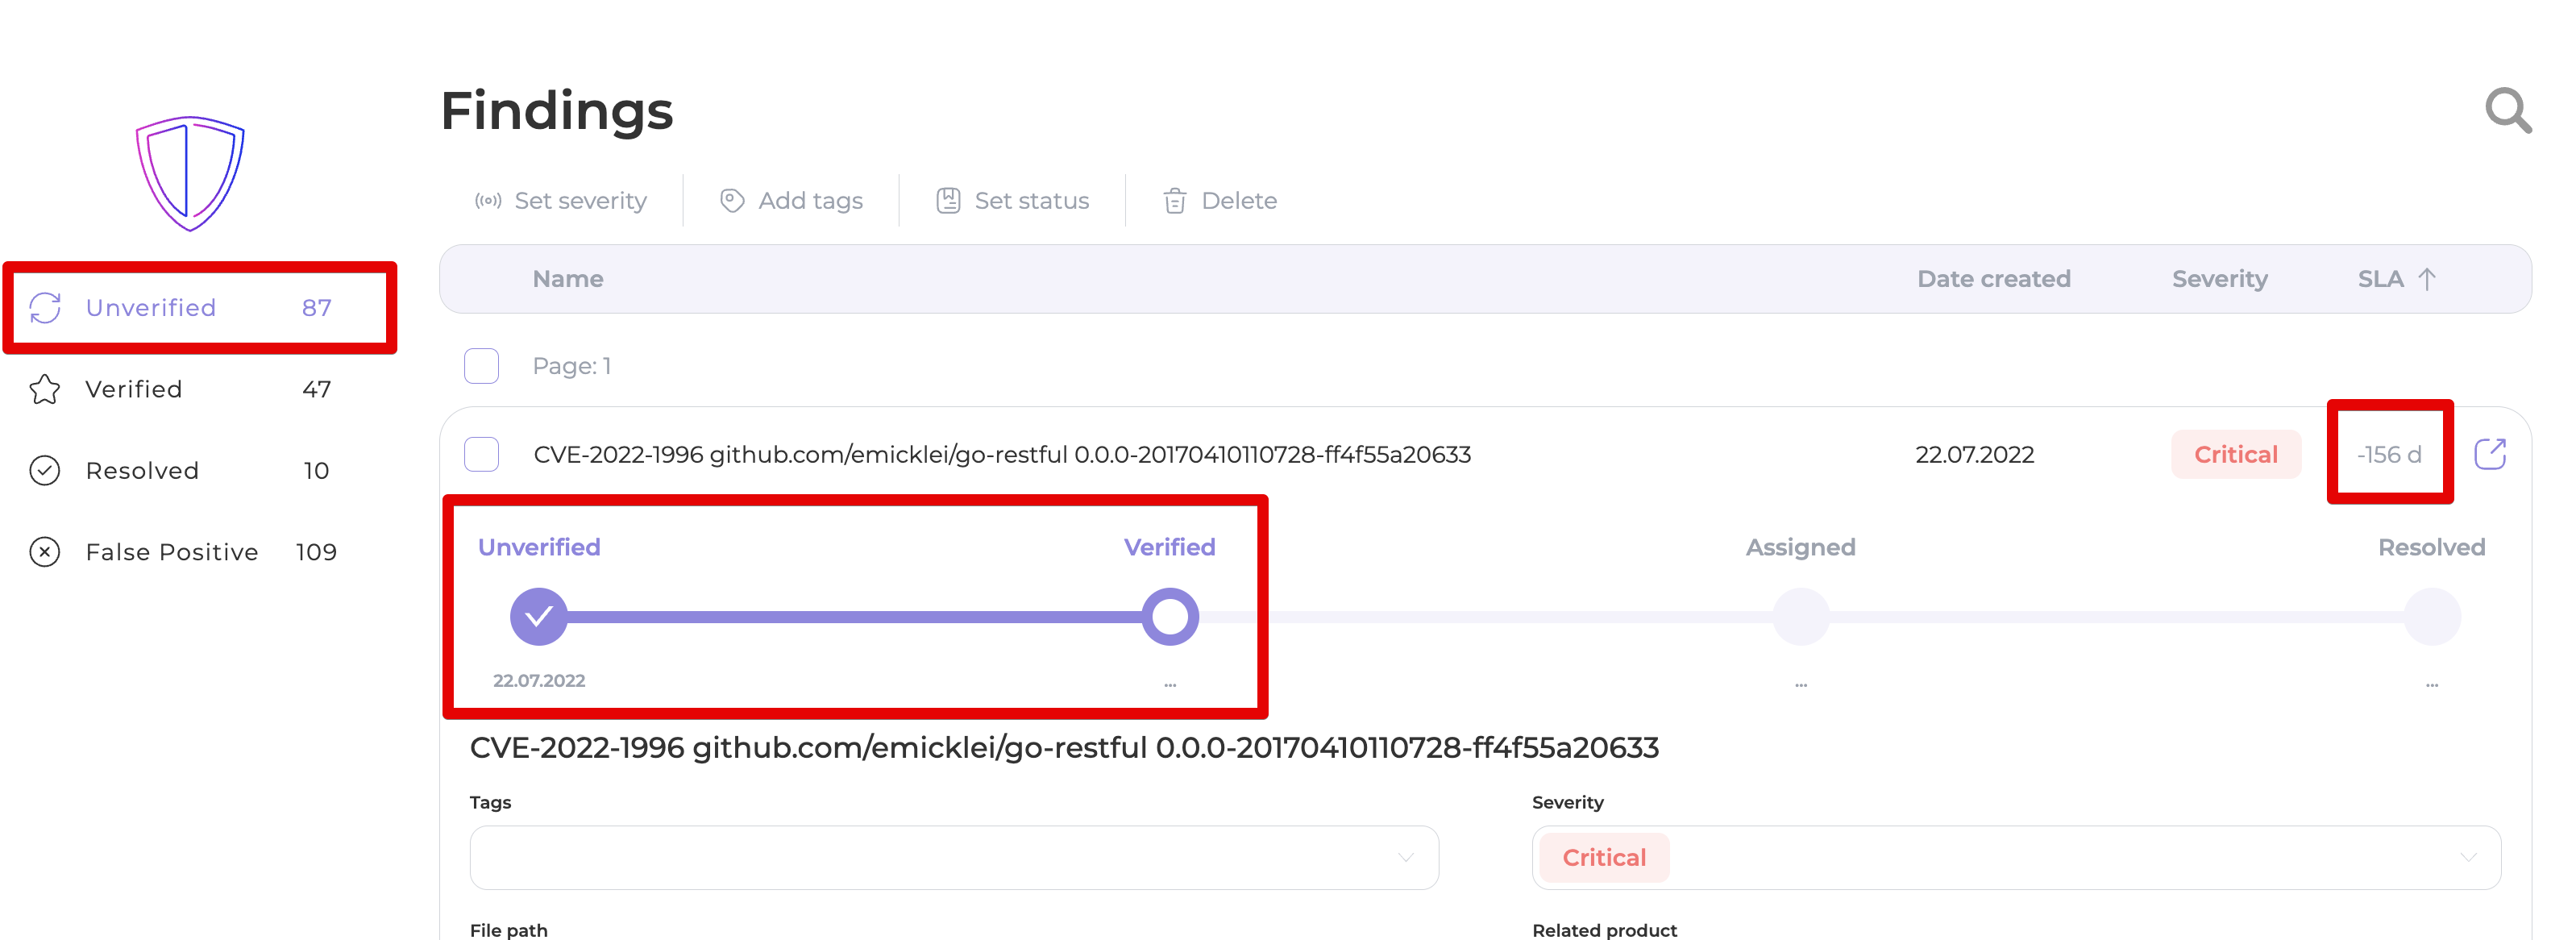 Findings
Set severity
Add tags
Set status
Delete
Unverified 87
Verified 47
Resolved 10
False Positive 109
Name Date created Severity SLA
Page: 1
CVE-2022-1996 github.com/emicklei/go-restful 0.0.0-20170410110728-ff4f55a20633 22.07.2022 Critical -156 d
Unverified Verified Assigned Resolved
22.07.2022 ... ... ...
CVE-2022-1996 github.com/emicklei/go-restful 0.0.0-20170410110728-ff4f55a20633
Tags Severity
Critical
File path Related product